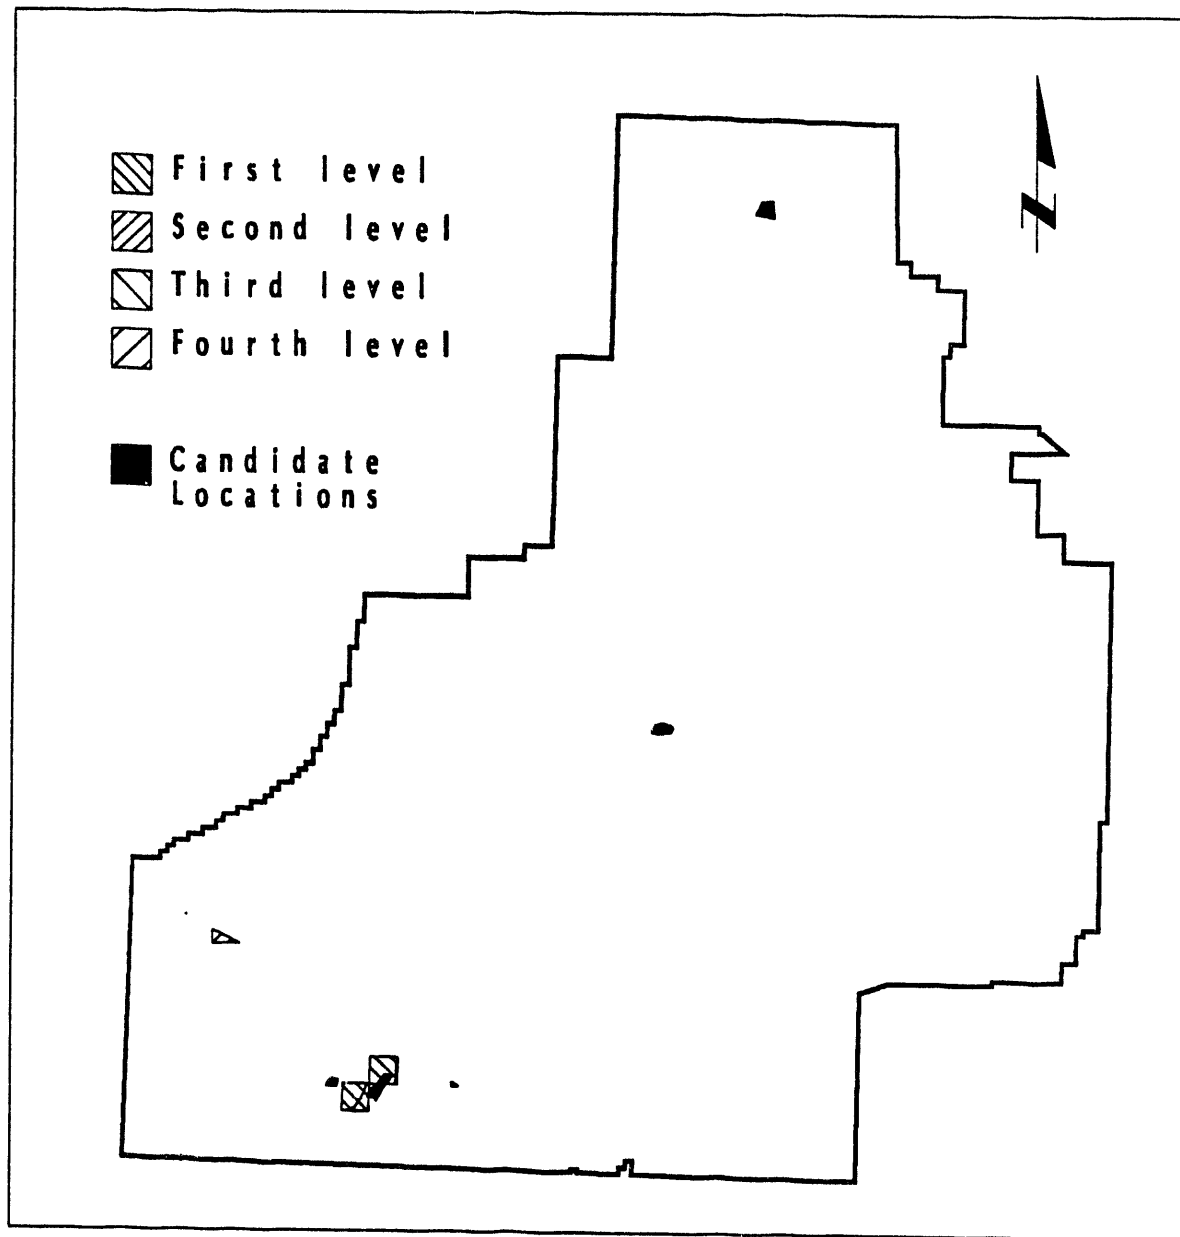 First level
Second level
Third level
Fourth level
Candidate
Locations
N